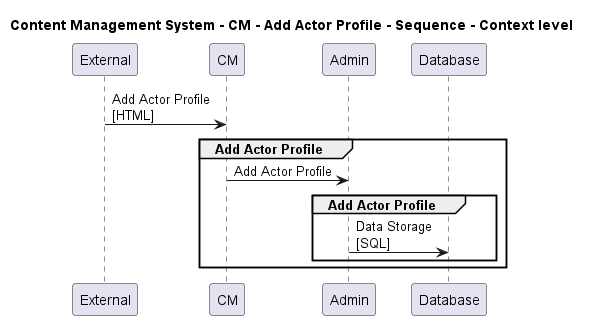 Content Management System - CM - Add Actor Profile - Sequence - Context level
External CM Admin Database
Add Actor Profile
[HTML]
Add Actor Profile
Add Actor Profile
Add Actor Profile
Data Storage
[SQL]
External CM Admin Database